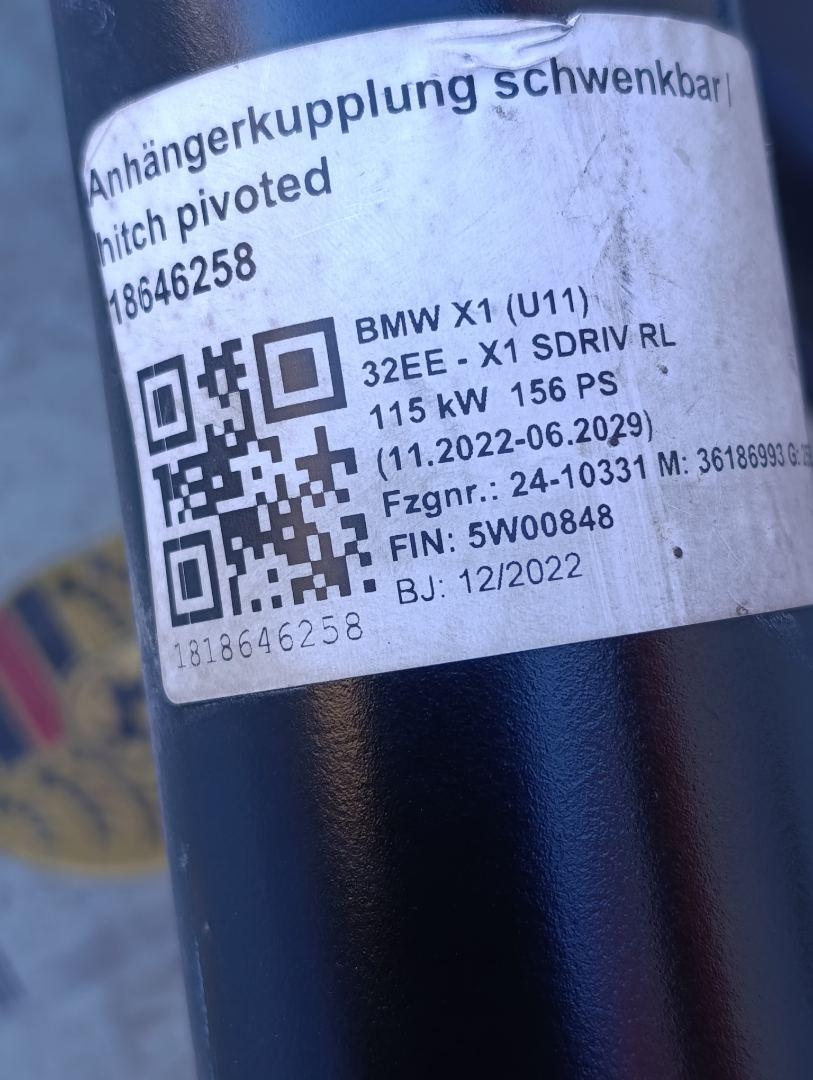 Anhängerkupplung schwenkbar |
hitch pivoted
18646258
BMW X1 (U11)
32EE - X1 SDRIV RL
115 kW 156 PS
(11.2022-06.2029)
Fzgnr.: 24-10331 M: 36186993 G:
FIN: 5W00848
BJ: 12/2022
1818646258